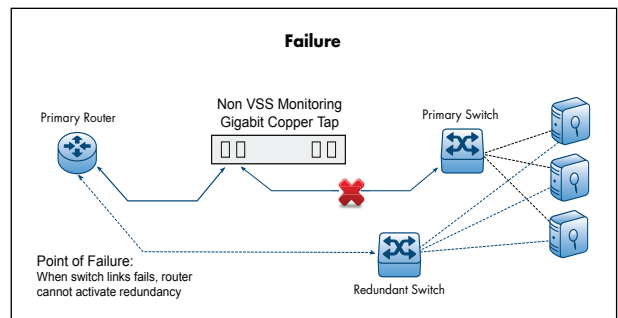 Failure
Non VSS Monitoring
Gigabit Copper Tap
Primary Router
Primary Switch
Point of Failure:
When switch links fails, router
cannot activate redundancy
Redundant Switch